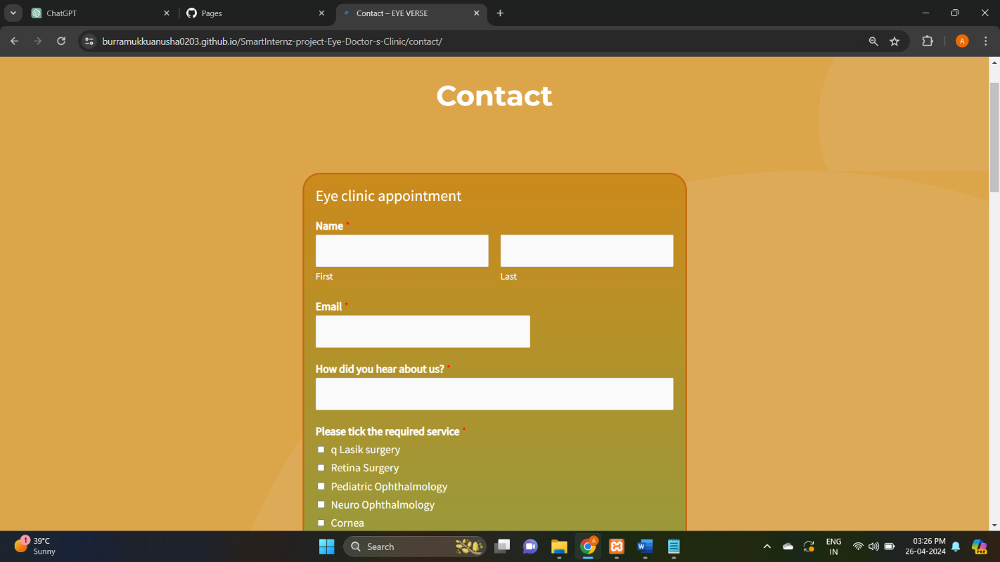 ChatGPT
Pages
Contact – EYE VERSE
burramukkuanusha0203.github.io/SmartInternz-project-Eye-Doctor-s-Clinic/contact/
A
Contact
Eye clinic appointment
Name *
First
Last
Email *
How did you hear about us? *
Please tick the required service *
q Lasik surgery
Retina Surgery
Pediatric Ophthalmology
Neuro Ophthalmology
Cornea
1
39°C
Sunny
Search
A
W
PRE
ENG
IN
03:26 PM
26-04-2024